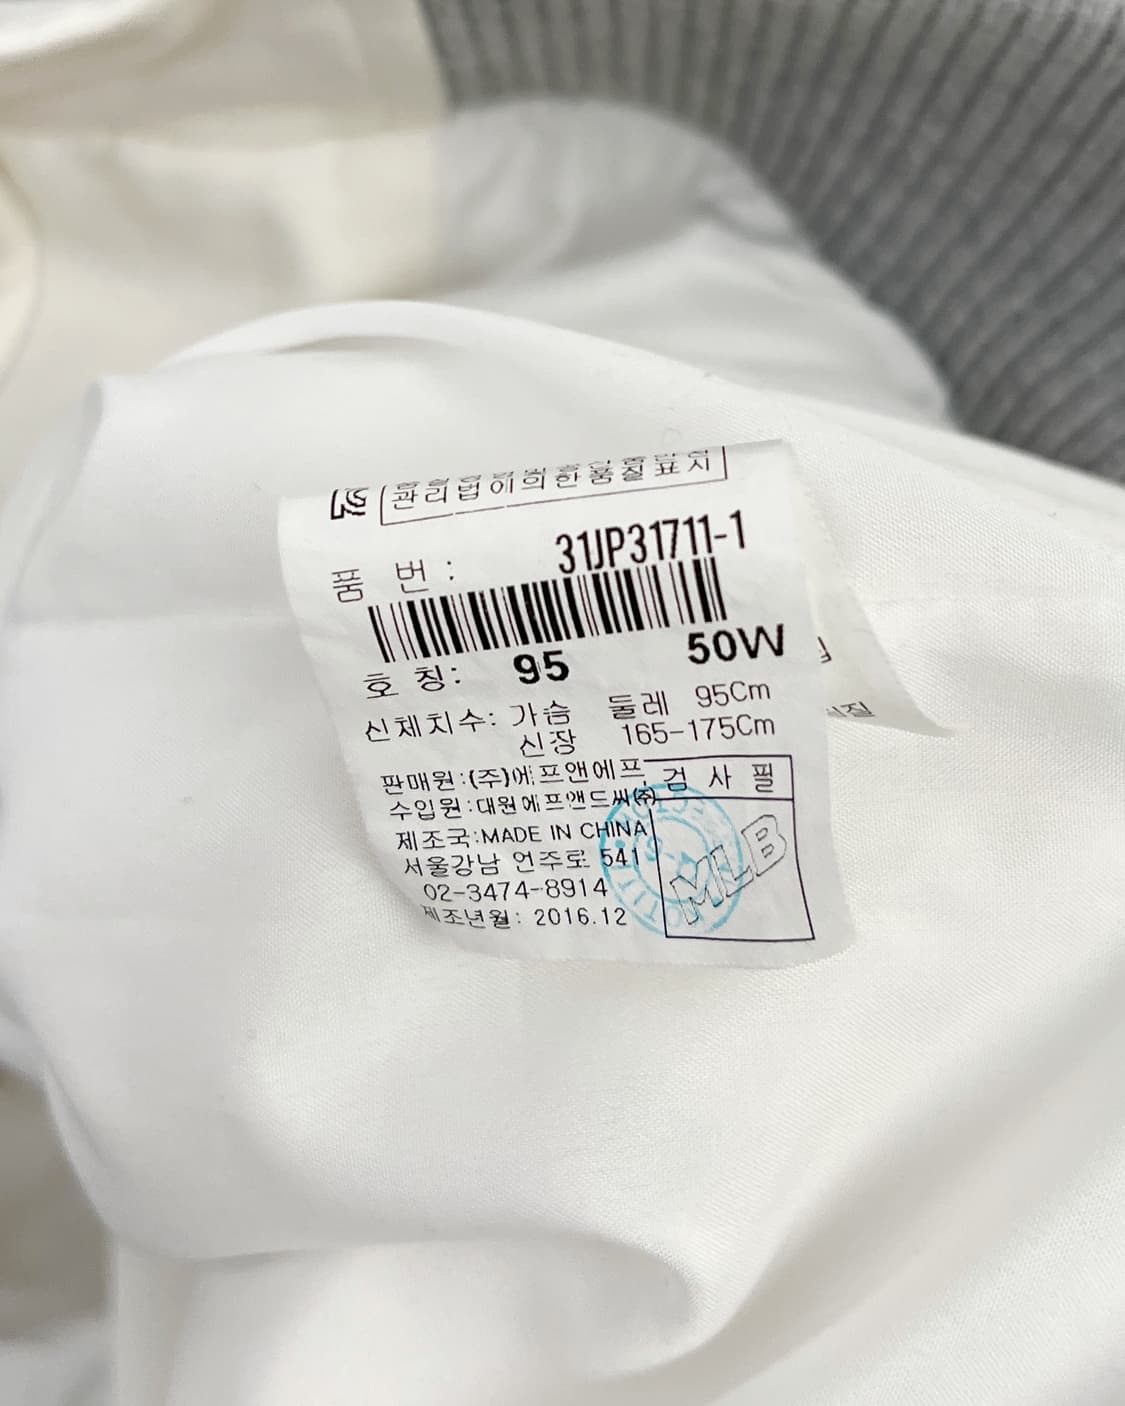 관리법에의한품질표시
품 번: 31JP31711-1
호 칭: 95 50W
신체치수: 가슴 둘레 95Cm
신장 165-175Cm
판매원:(주)에프앤에프
수입원:대원에프앤드씨(주)
검 사 필
제조국:MADE IN CHINA
서울강남 언주로 541
02-3474-8914
제조년월: 2016.12
MLB